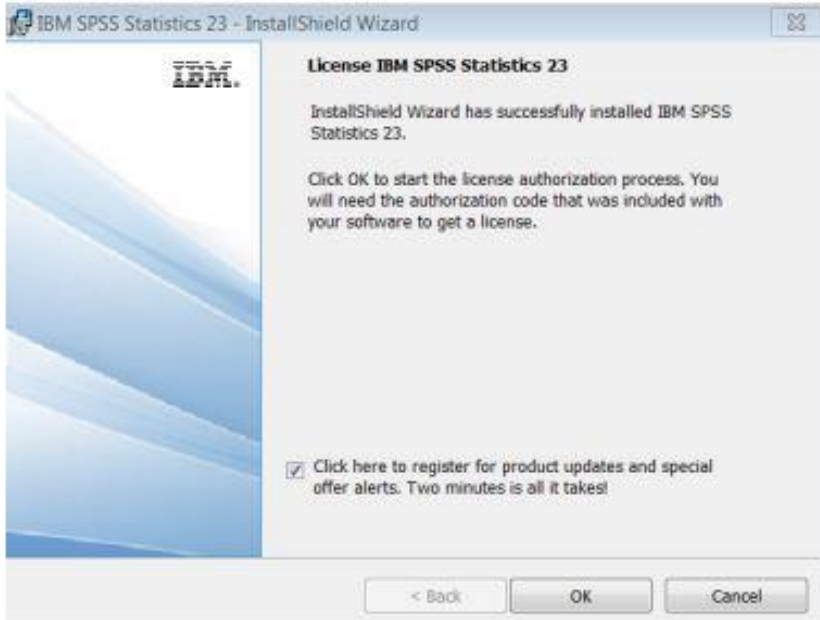 IBM SPSS Statistics 23 - InstallShield Wizard
IBM.
License IBM SPSS Statistics 23
InstallShield Wizard has successfully installed IBM SPSS
Statistics 23.
Click OK to start the license authorization process. You
will need the authorization code that was included with
your software to get a license.
Click here to register for product updates and special
offer alerts. Two minutes is all it takes!
< Back
OK
Cancel